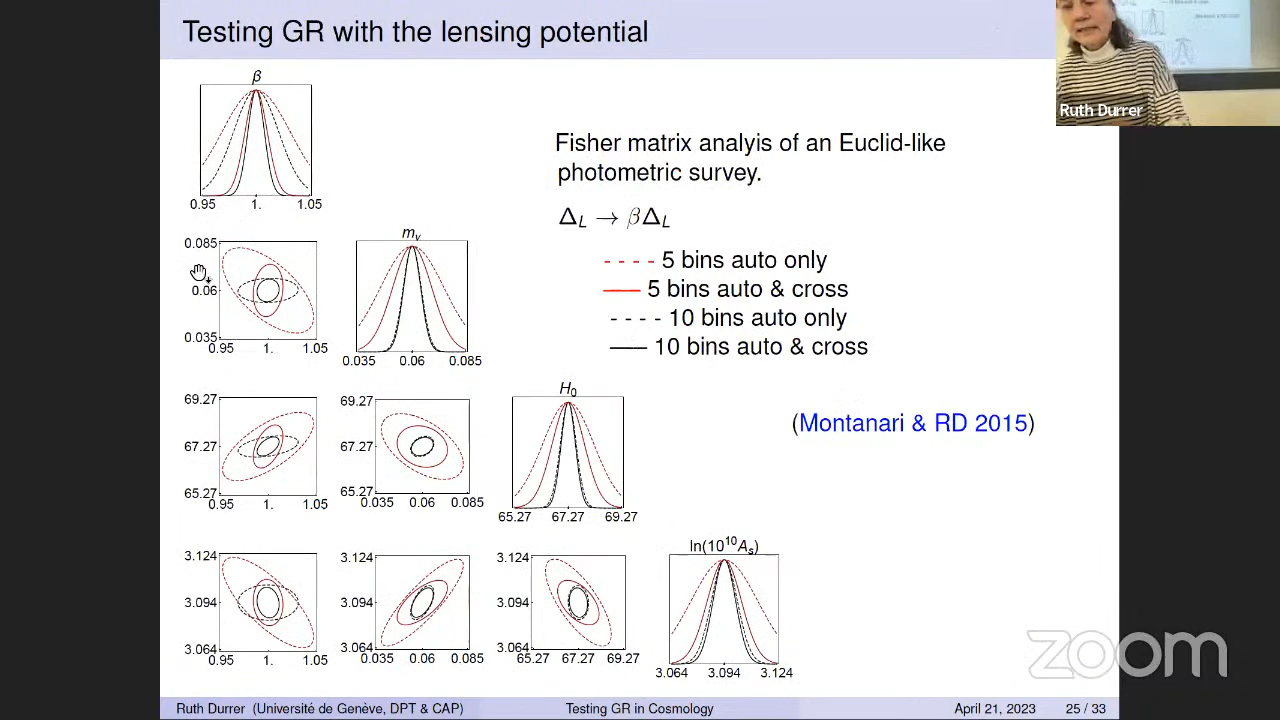 Testing GR with the lensing potential
Ruth Durrer
β
0.95 1. 1.05
Fisher matrix analyis of an Euclid-like
photometric survey.
Δ_L → βΔ_L
5 bins auto only
5 bins auto & cross
10 bins auto only
10 bins auto & cross
(Montanari & RD 2015)
0.085
0.06
0.035
0.95 1. 1.05
m_ν
0.035 0.06 0.085
69.27
67.27
65.27
0.95 1. 1.05
69.27
67.27
65.27
0.035 0.06 0.085
H_0
65.27 67.27 69.27
3.124
3.094
3.064
0.95 1. 1.05
3.124
3.094
3.064
0.035 0.06 0.085
3.124
3.094
3.064
65.27 67.27 69.27
ln(10^10 A_s)
3.064 3.094 3.124
zoom
Ruth Durrer (Université de Genève, DPT & CAP) Testing GR in Cosmology April 21, 2023 25 / 33